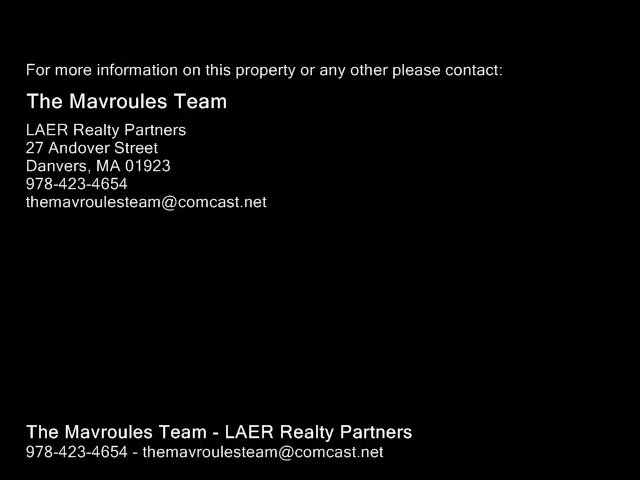 For more information on this property or any other please contact:
The Mavroules Team
LAER Realty Partners
27 Andover Street
Danvers, MA 01923
978-423-4654
themavroulesteam@comcast.net
The Mavroules Team - LAER Realty Partners
978-423-4654 - themavroulesteam@comcast.net